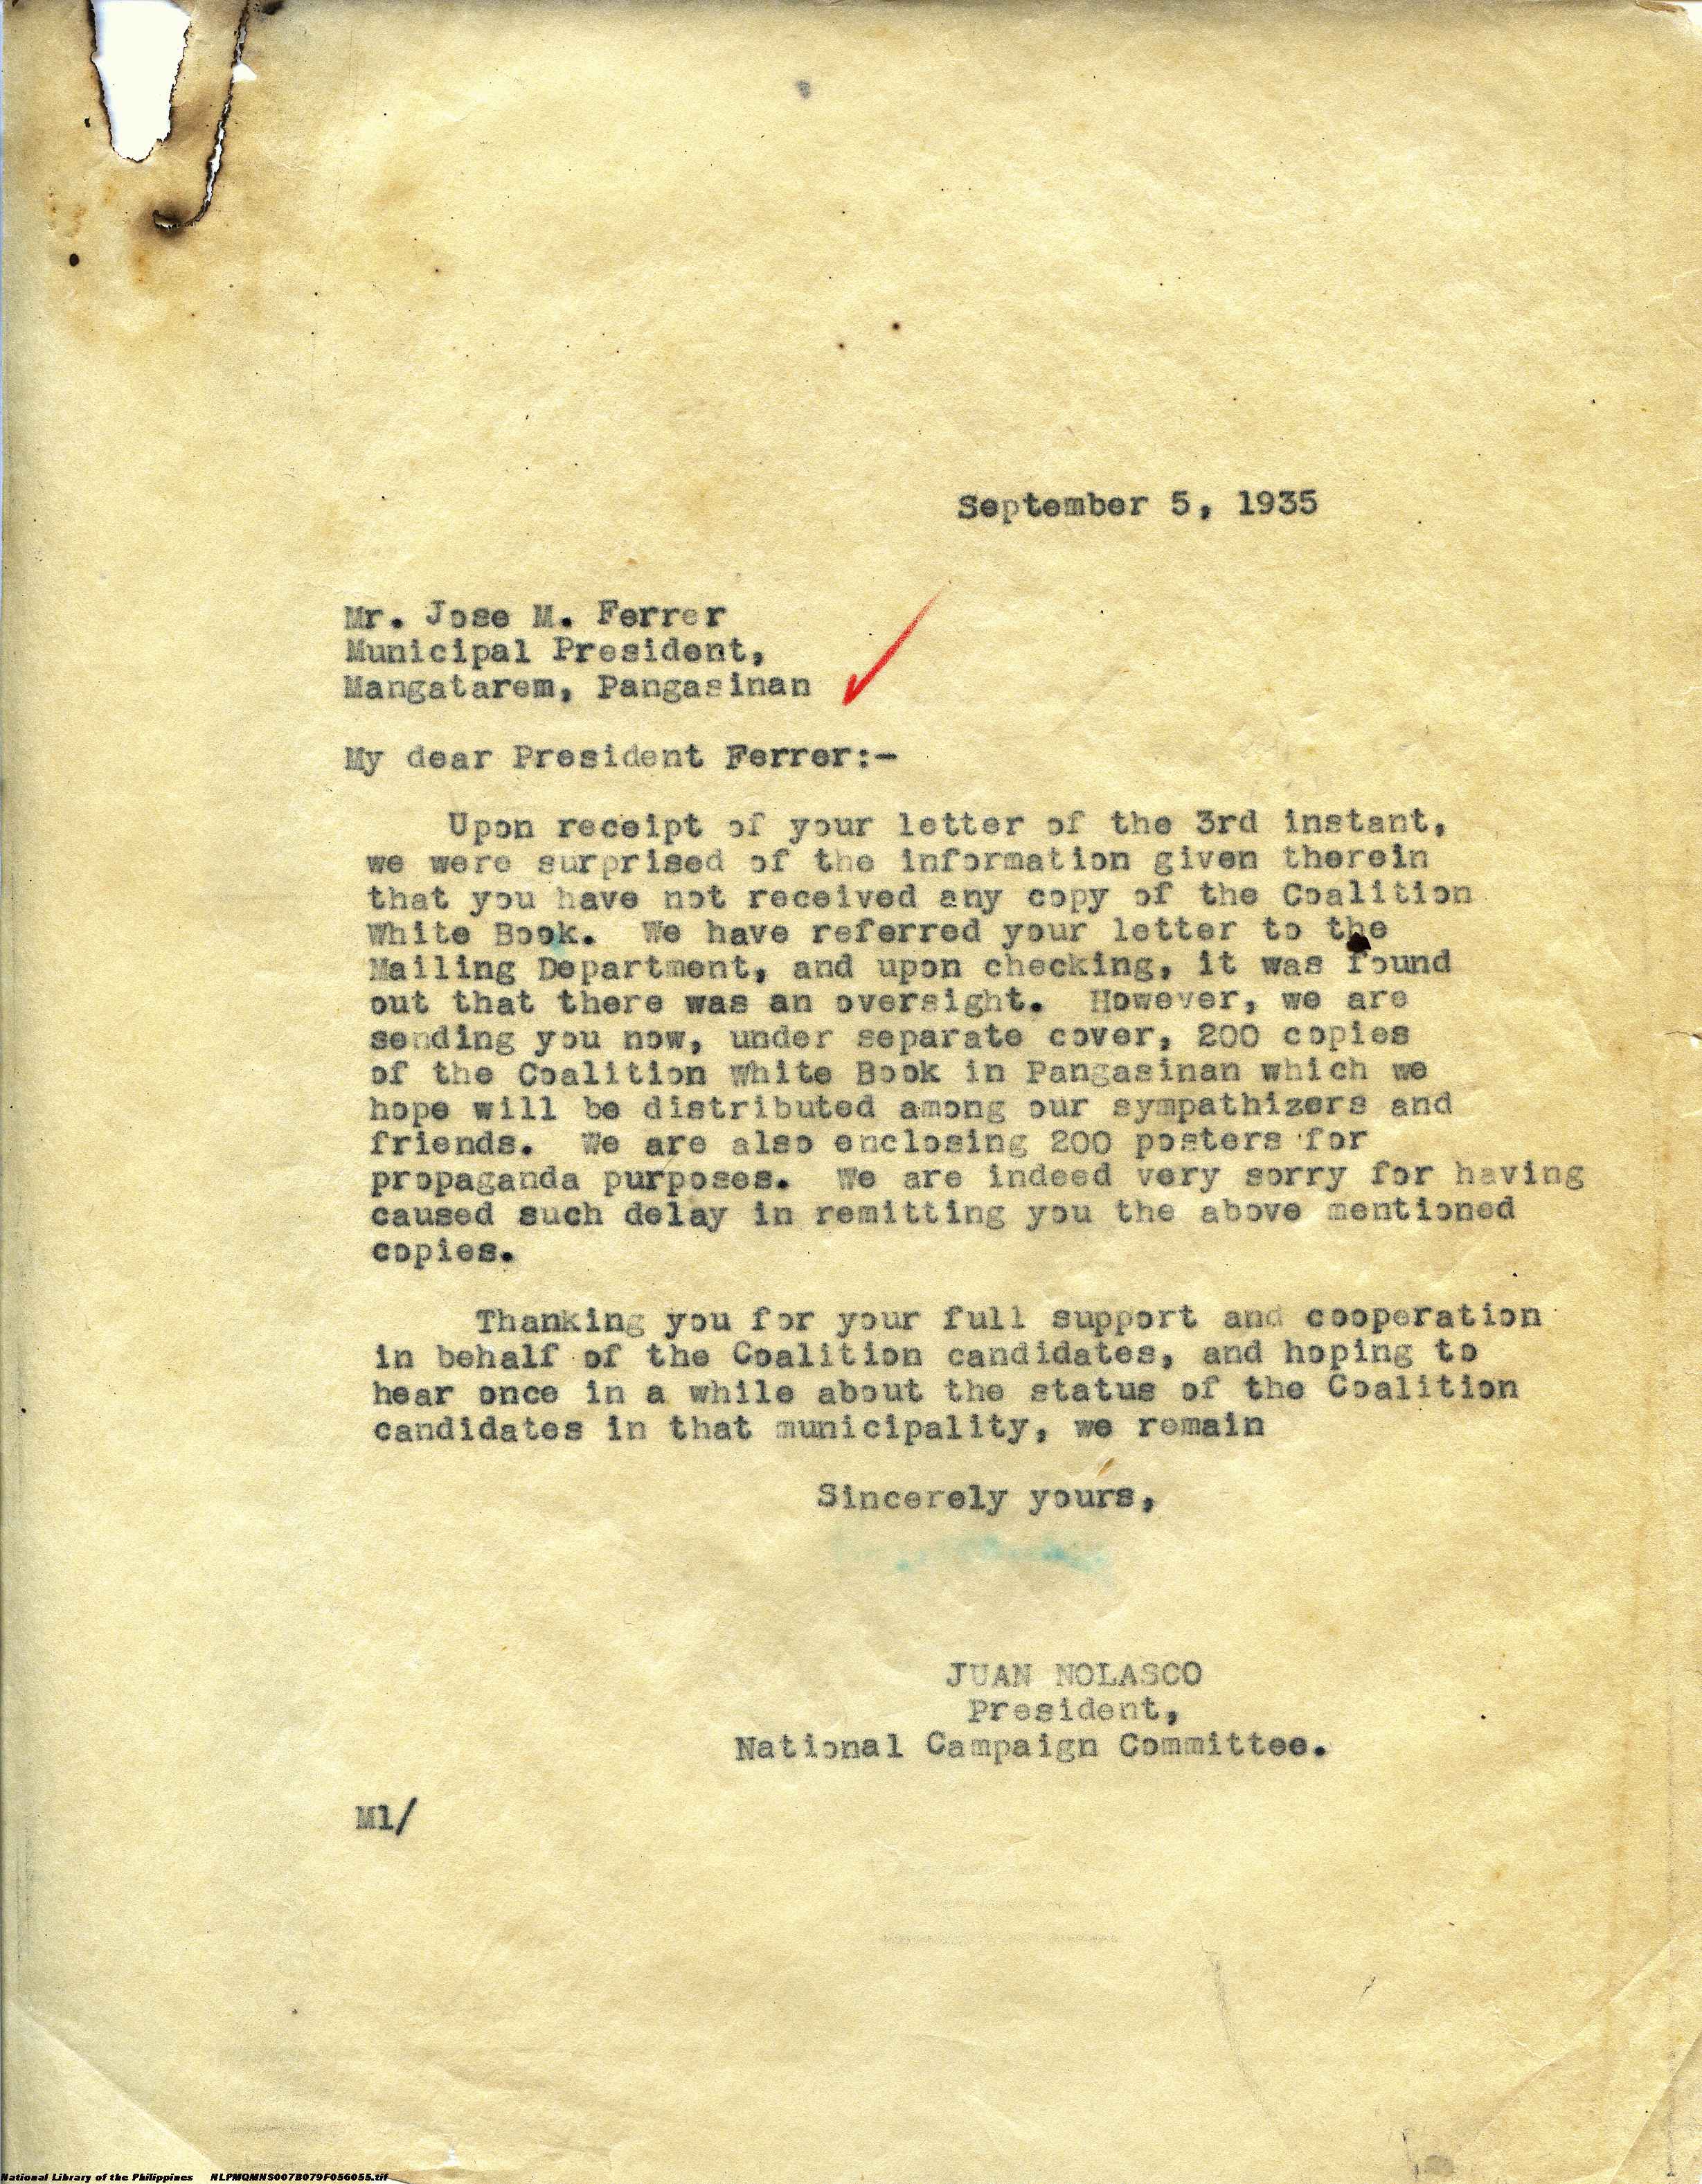 September 5, 1935
Mr. Jose M. Ferrer
Municipal President,
Mangatarem, Pangasinan
My dear President Ferrer:-
Upon receipt of your letter of the 3rd instant,
we were surprised of the information given therein
that you have not received any copy of the Coalition
White Book. We have referred your letter to the
Mailing Department, and upon checking, it was found
out that there was an oversight. However, we are
sending you now, under separate cover, 200 copies
of the Coalition White Book in Pangasinan which we
hope will be distributed among our sympathizers and
friends. We are also enclosing 200 posters for
propaganda purposes. We are indeed very sorry for having
caused such delay in remitting you the above mentioned
copies.
Thanking you for your full support and cooperation
in behalf of the Coalition candidates, and hoping to
hear once in a while about the status of the Coalition
candidates in that municipality, we remain
Sincerely yours,
JUAN NOLASCO
President,
National Campaign Committee.
Ml/
National Library of the Philippines NLPMQMNS007B079F056055.tif